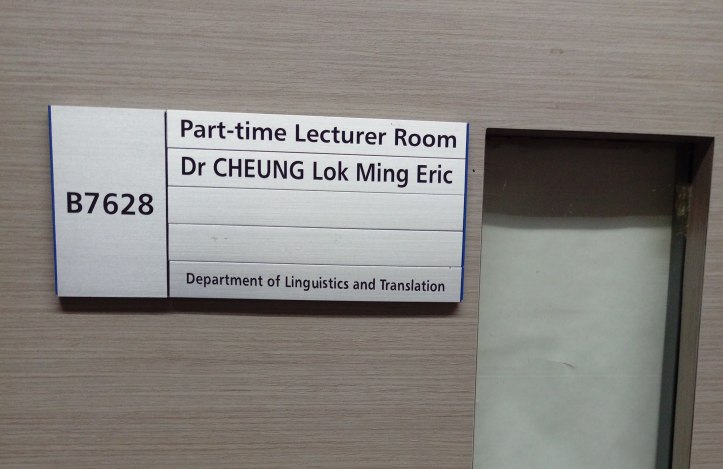 B7628
Part-time Lecturer Room
Dr CHEUNG Lok Ming Eric
Department of Linguistics and Translation